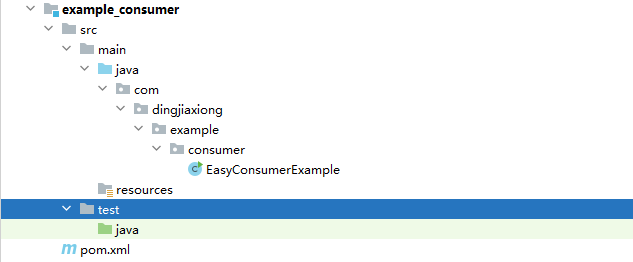 example_consumer
src
main
java
com
dingjiaxiong
example
consumer
C EasyConsumerExample
resources
test
java
m pom.xml